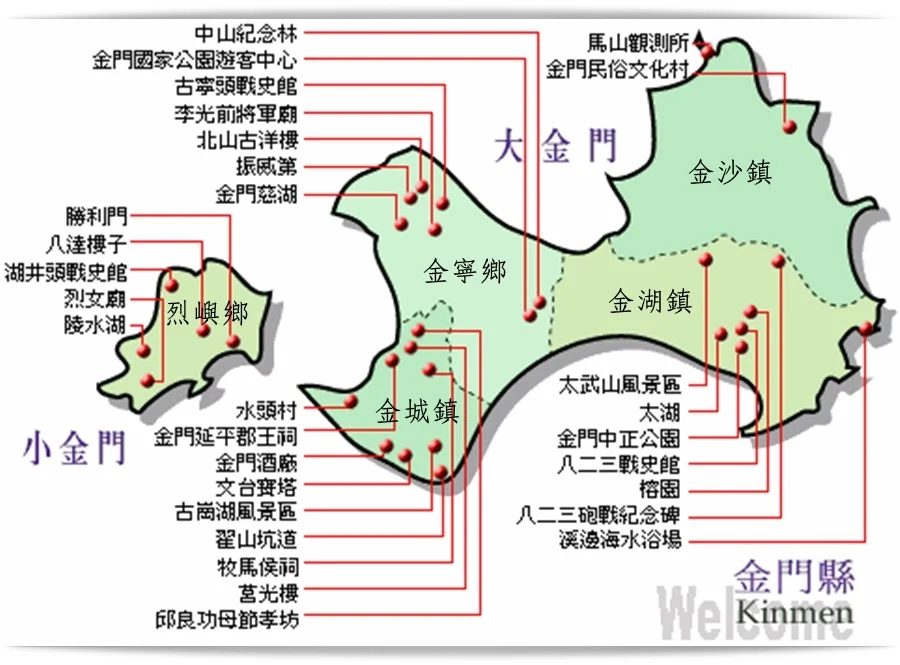 中山紀念林
金門國家公園遊客中心
古寧頭戰史館
李光前將軍廟
北山古洋樓
振威第
金門慈湖
馬山觀測所
金門民俗文化村
大金門
金沙鎮
金寧鄉
金湖鎮
勝利門
八達樓子
湖井頭戰史館
烈女廟
陵水湖
烈嶼鄉
小金門
金城鎮
水頭村
金門延平郡王祠
金門酒廠
文台寶塔
古崗湖風景區
翟山坑道
牧馬侯祠
莒光樓
邱良功母節孝坊
太武山風景區
太湖
金門中正公園
八二三戰史館
榕園
八二三砲戰紀念碑
溪邊海水浴場
金門縣
Kinmen
Welcome